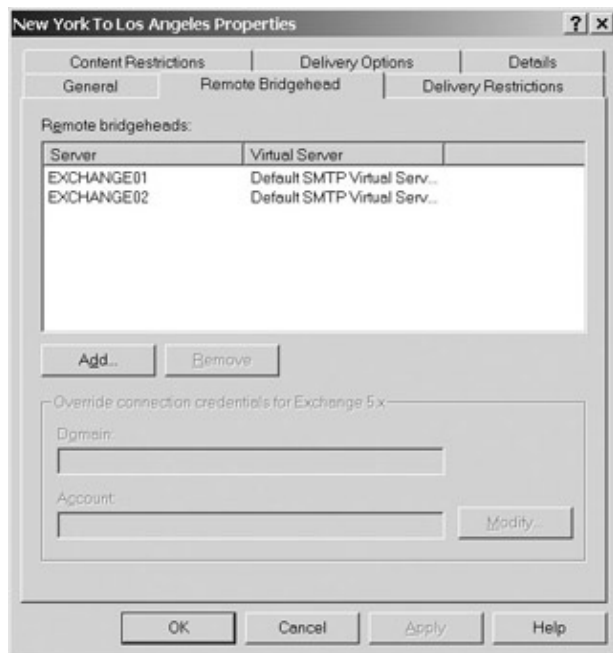 New York To Los Angeles Properties ? X
Content Restrictions Delivery Options Details
General Remote Bridgehead Delivery Restrictions
Remote bridgeheads:
Server Virtual Server
EXCHANGE01 Default SMTP Virtual Serv...
EXCHANGE02 Default SMTP Virtual Serv...
Add... Remove
Override connection credentials for Exchange 5.x
Domain:
Account:
Modify...
OK Cancel Apply Help